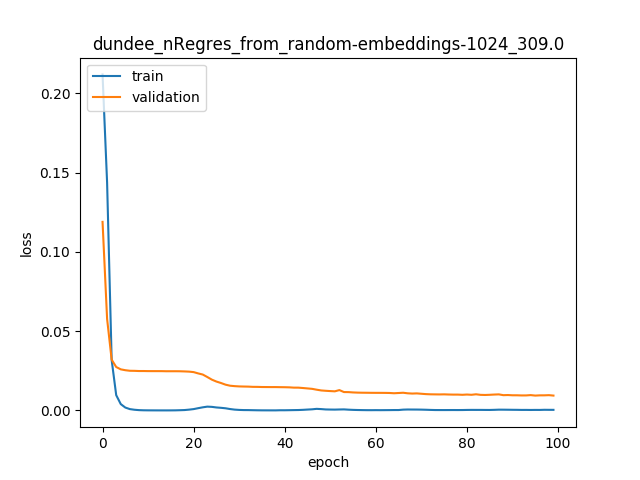 dundee_nRegres_from_random-embeddings-1024_309.0
train
validation
0.20
0.15
0.10
0.05
0.00
loss
0 20 40 60 80 100
epoch